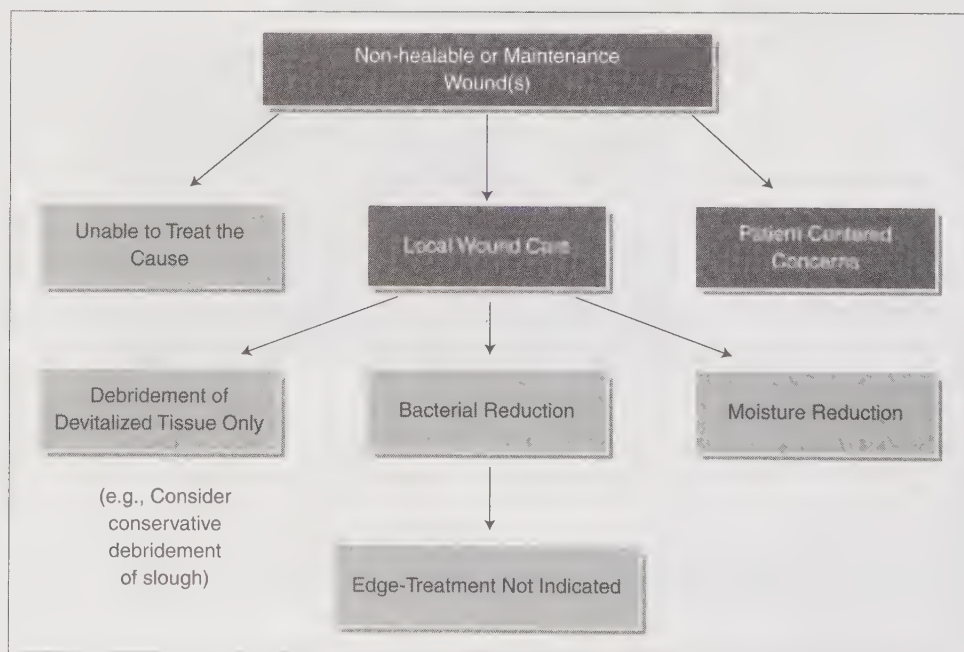 Non-healable or Maintenance
Wound(s)
Unable to Treat the
Cause
Local Wound Care
Patient Centered
Concerns
Debridement of
Devitalized Tissue Only
Bacterial Reduction
Moisture Reduction
(e.g., Consider
conservative
debridement
of slough)
Edge-Treatment Not Indicated